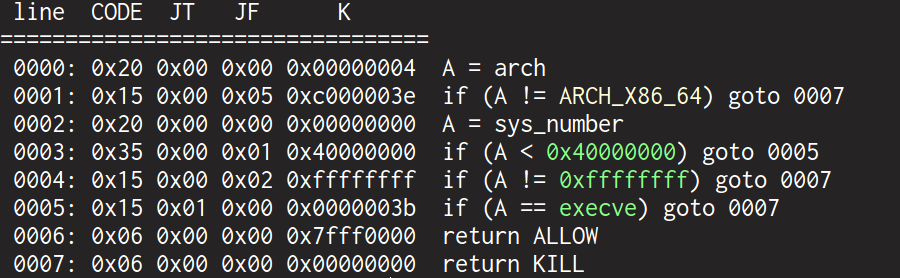 line CODE JT JF K
=================================
0000: 0x20 0x00 0x00 0x00000004 A = arch
0001: 0x15 0x00 0x05 0xc000003e if (A != ARCH_X86_64) goto 0007
0002: 0x20 0x00 0x00 0x00000000 A = sys_number
0003: 0x35 0x00 0x01 0x40000000 if (A < 0x40000000) goto 0005
0004: 0x15 0x00 0x02 0xffffffff if (A != 0xffffffff) goto 0007
0005: 0x15 0x01 0x00 0x0000003b if (A == execve) goto 0007
0006: 0x06 0x00 0x00 0x7fff0000 return ALLOW
0007: 0x06 0x00 0x00 0x00000000 return KILL